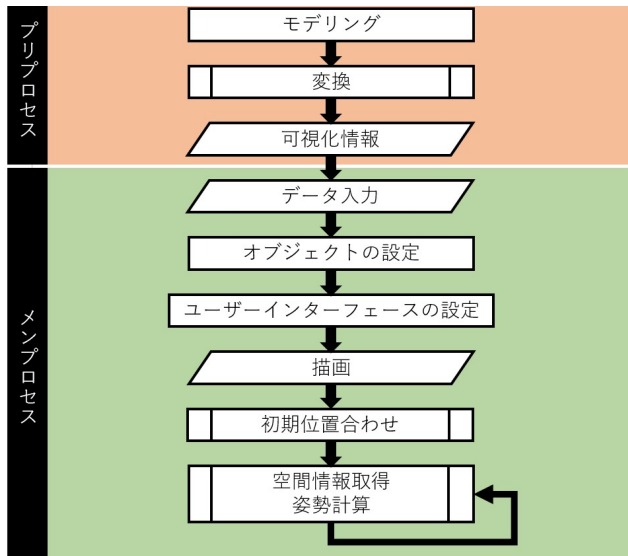 プリプロセス
モデリング
変換
可視化情報
メンプロセス
データ入力
オブジェクトの設定
ユーザーインターフェースの設定
描画
初期位置合わせ
空間情報取得
姿勢計算